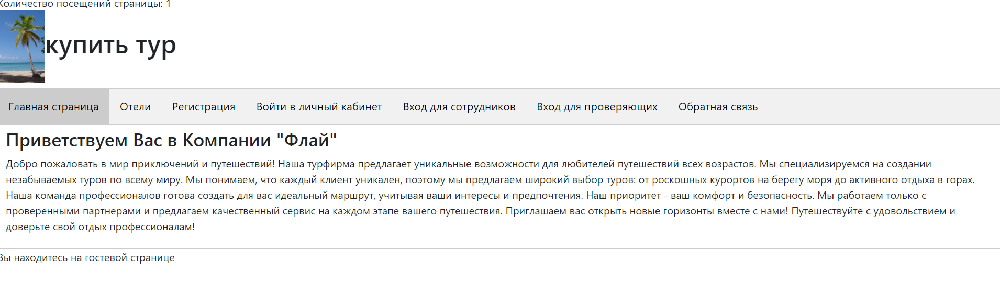 Количество посещений страницы: 1
купить тур
Главная страница Отели Регистрация Войти в личный кабинет Вход для сотрудников Вход для проверяющих Обратная связь
Приветствуем Вас в Компании "Флай"
Добро пожаловать в мир приключений и путешествий! Наша турфирма предлагает уникальные возможности для любителей путешествий всех возрастов. Мы специализируемся на создании
незабываемых туров по всему миру. Мы понимаем, что каждый клиент уникален, поэтому мы предлагаем широкий выбор туров: от роскошных курортов на берегу моря до активного отдыха в горах.
Наша команда профессионалов готова создать для вас идеальный маршрут, учитывая ваши интересы и предпочтения. Наш приоритет - ваш комфорт и безопасность. Мы работаем только с
проверенными партнерами и предлагаем качественный сервис на каждом этапе вашего путешествия. Приглашаем вас открыть новые горизонты вместе с нами! Путешествуйте с удовольствием и
доверьте свой отдых профессионалам!
Вы находитесь на гостевой странице